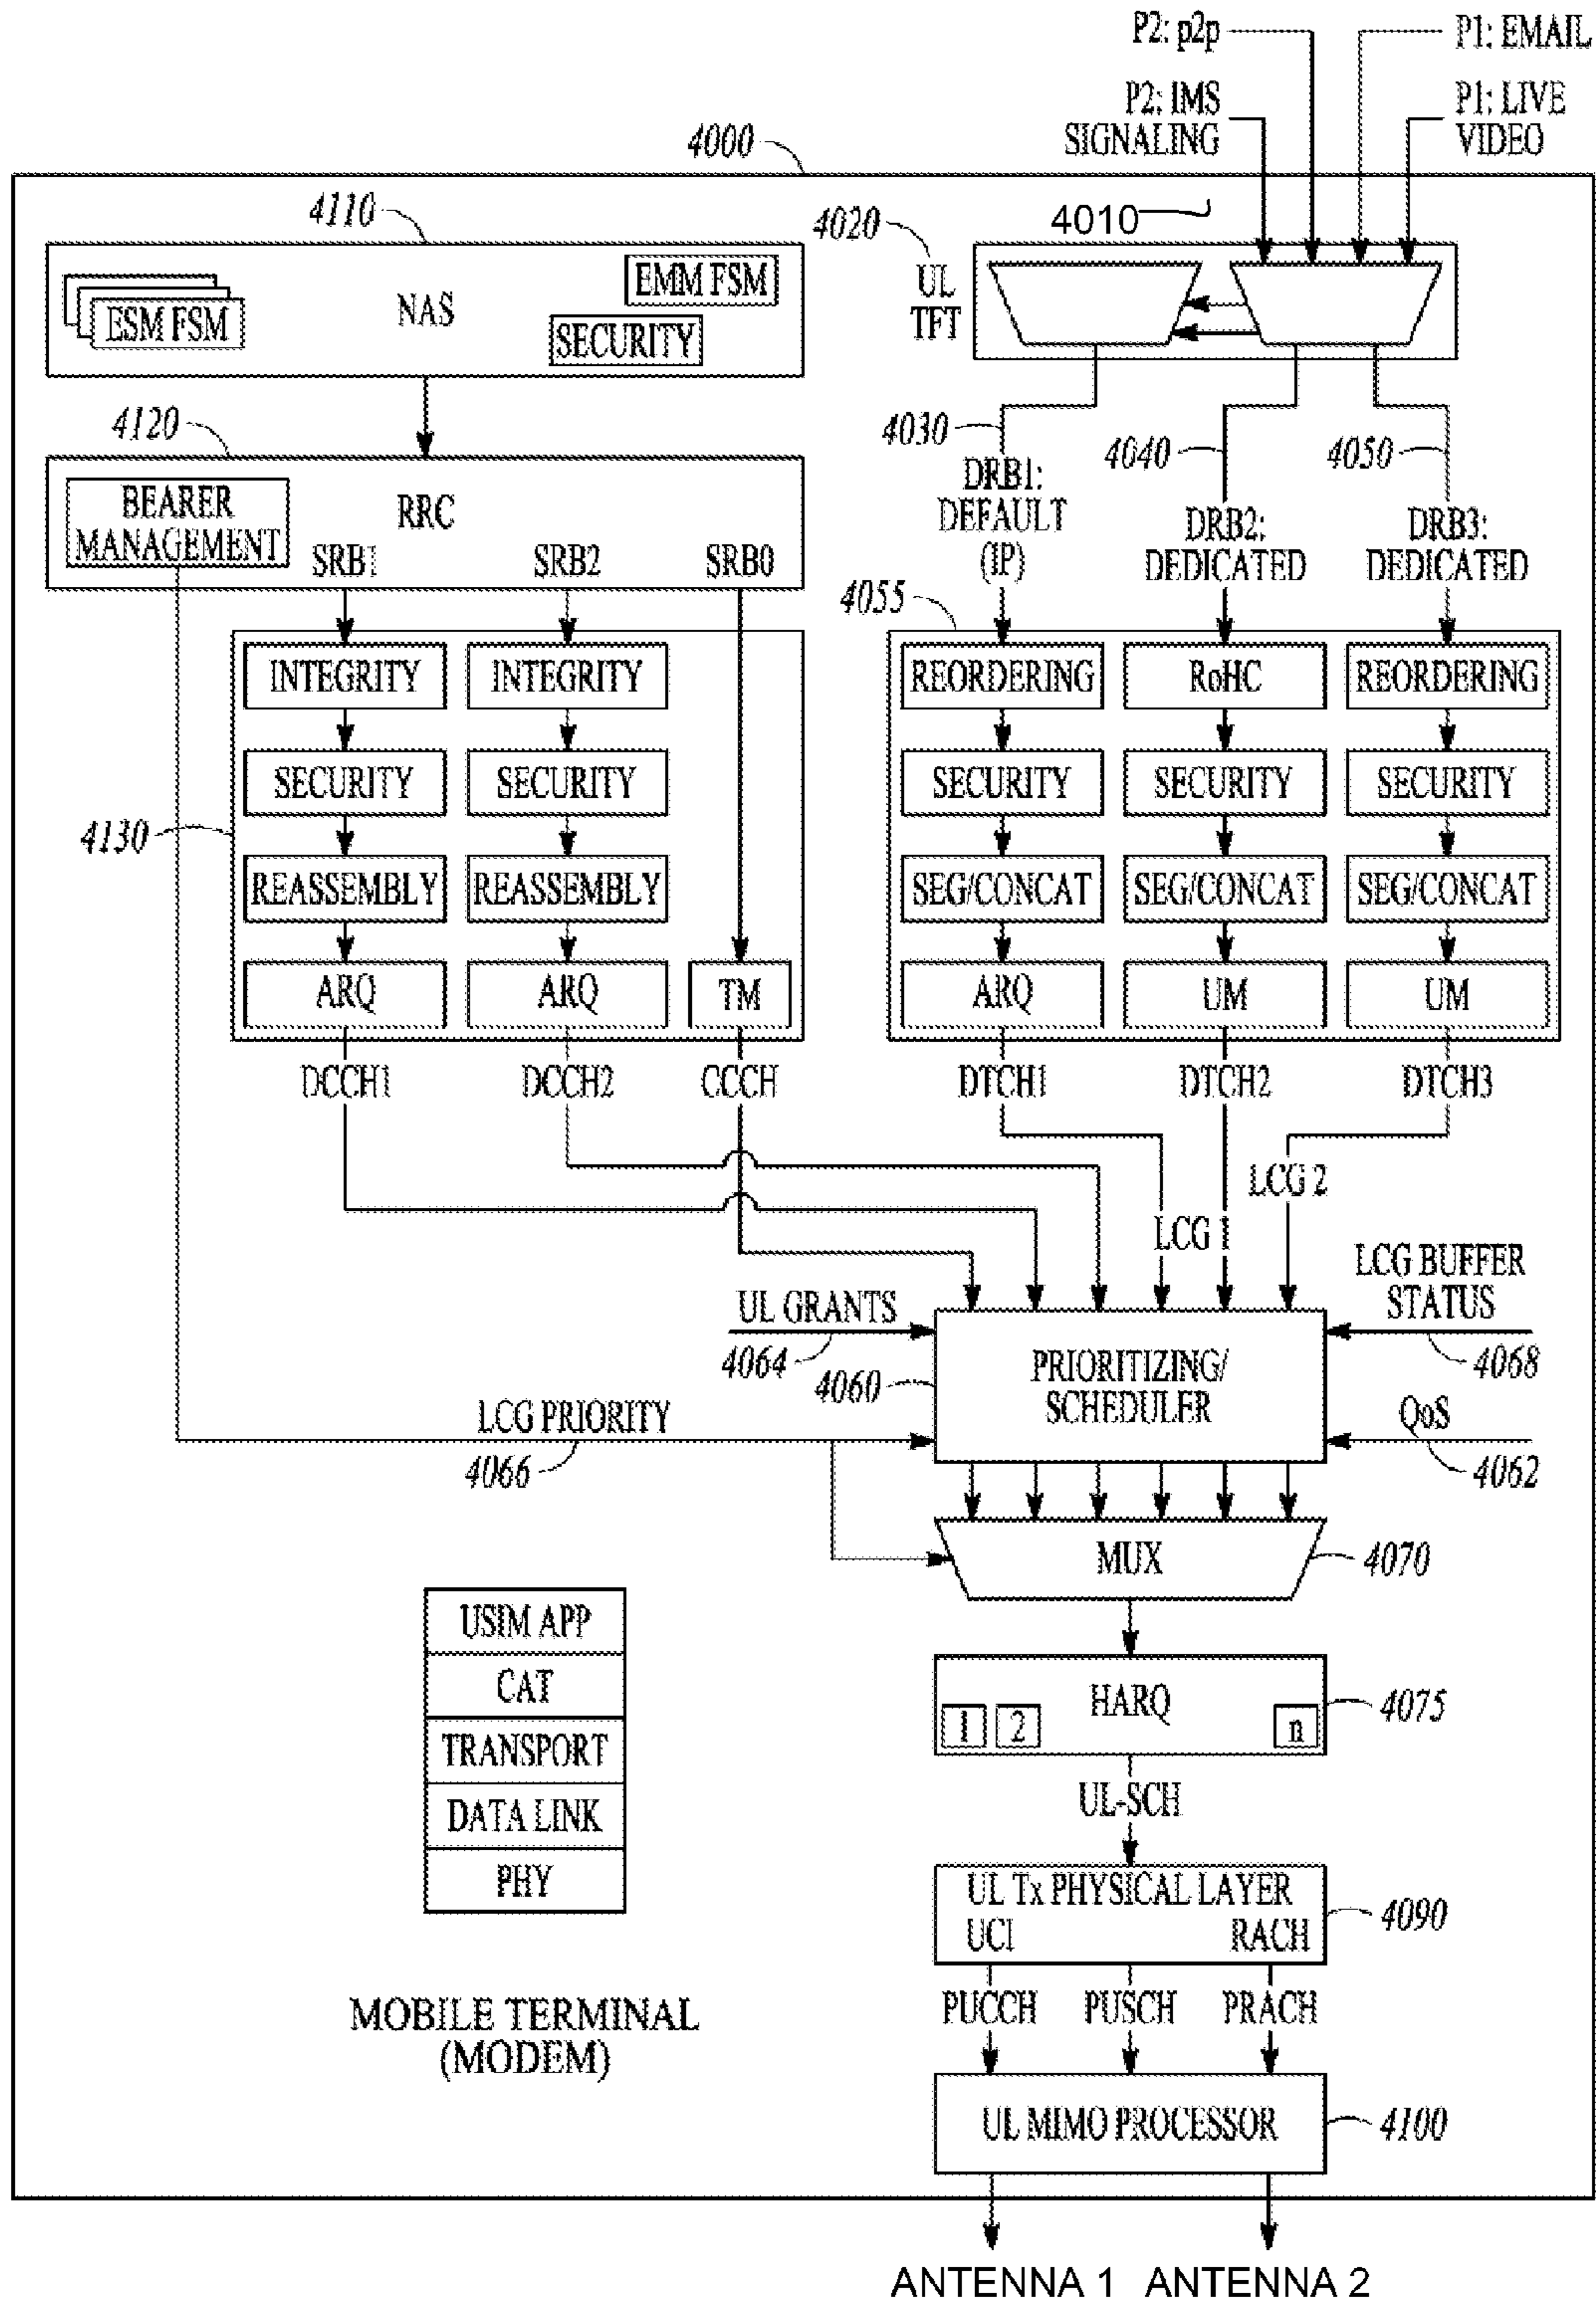 P2: p2p
P1: EMAIL
P2: IMS
SIGNALING
P1: LIVE
VIDEO
4000
4110
4020
4010
UL
TFT
ESM FSM
NAS
EMM FSM
SECURITY
4120
4030
4040
4050
BEARER
MANAGEMENT
RRC
SRB1
SRB2
SRB0
DRB1:
DEFAULT
(IP)
DRB2:
DEDICATED
DRB3:
DEDICATED
4055
INTEGRITY
INTEGRITY
REORDERING
RoHC
REORDERING
SECURITY
SECURITY
SECURITY
SECURITY
SECURITY
4130
REASSEMBLY
REASSEMBLY
SEG/CONCAT
SEG/CONCAT
SEG/CONCAT
ARQ
ARQ
TM
ARQ
UM
UM
DCCH1
DCCH2
CCCH
DTCH1
DTCH2
DTCH3
LCG 2
LCG 1
UL GRANTS
4064
4060
LCG BUFFER
STATUS
4068
PRIORITIZING/
SCHEDULER
LCG PRIORITY
4066
QoS
4062
MUX
4070
USIM APP
CAT
TRANSPORT
DATA LINK
PHY
HARQ
1
2
n
4075
UL-SCH
UL Tx PHYSICAL LAYER
UCI
RACH
4090
PUCCH
PUSCH
PRACH
MOBILE TERMINAL
(MODEM)
UL MIMO PROCESSOR
4100
ANTENNA 1
ANTENNA 2